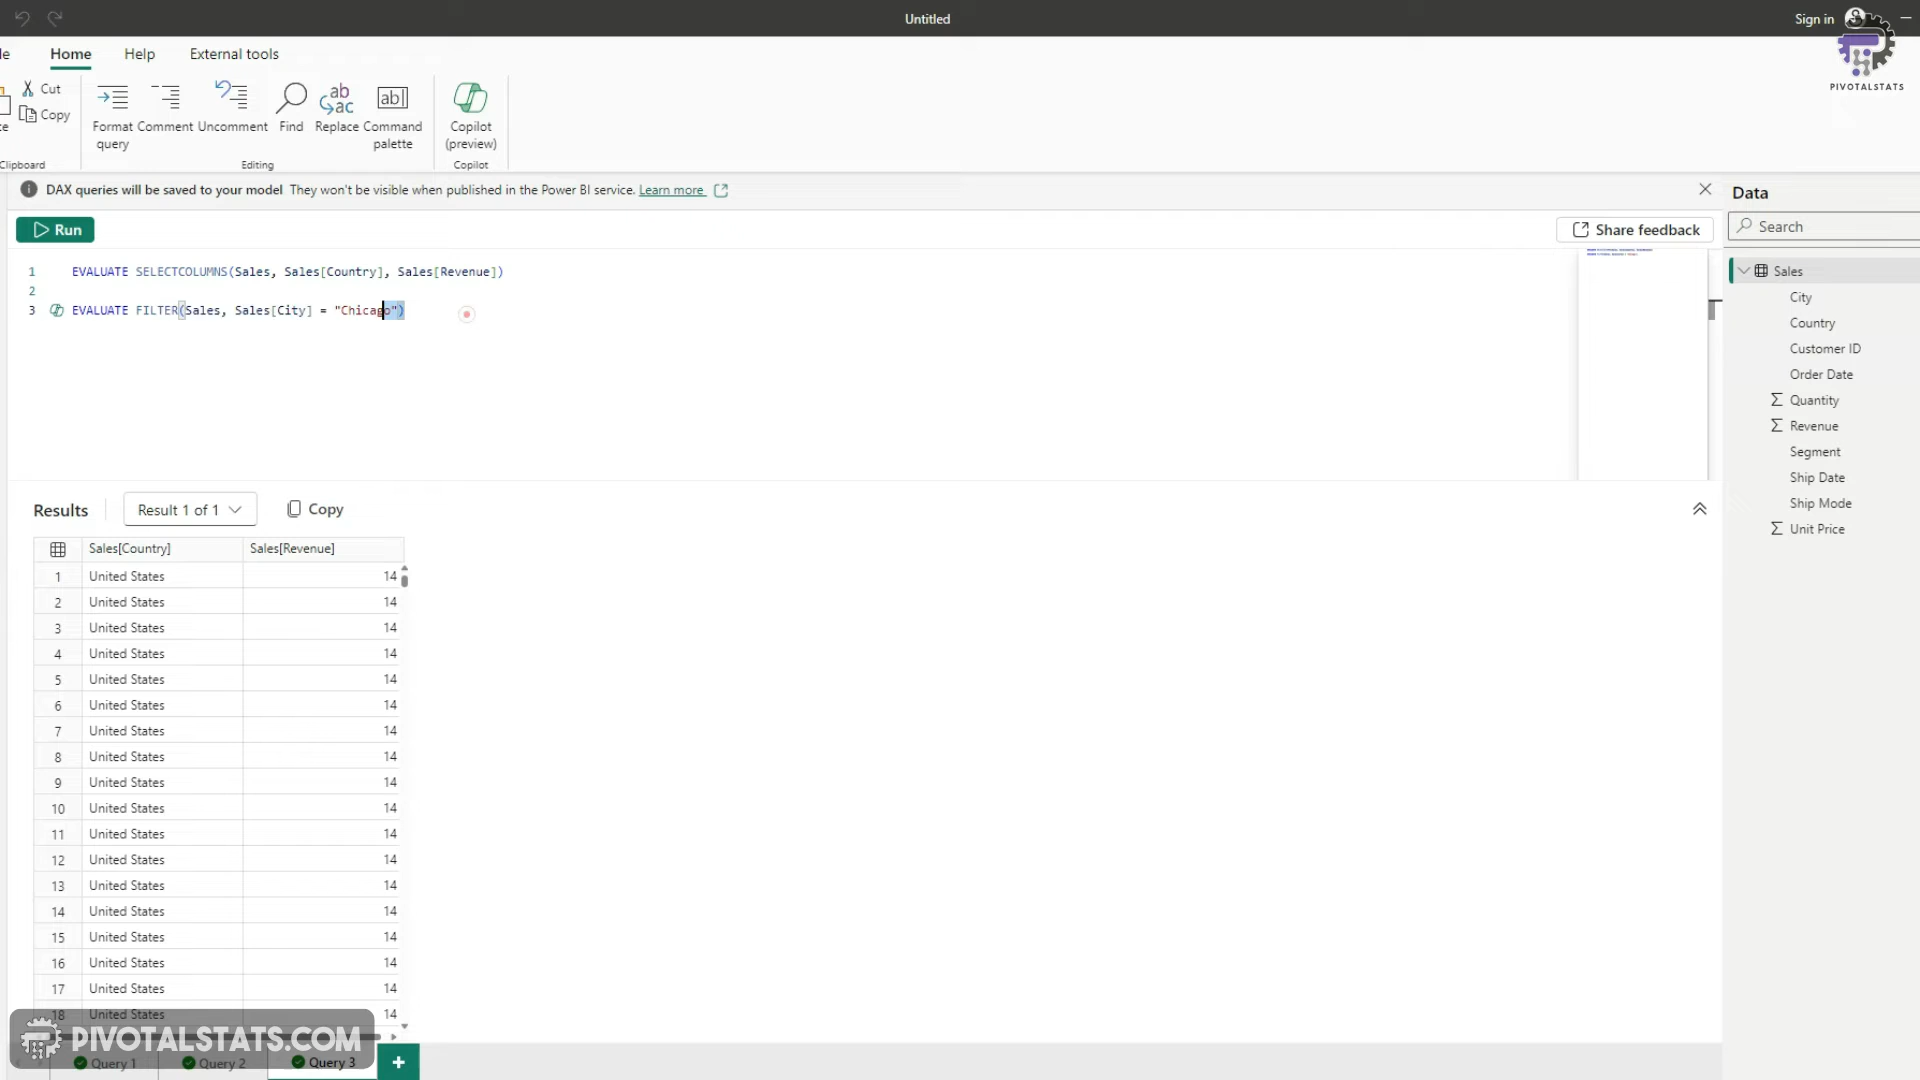 Untitled
Sign in
PIVOTALSTATS
Home Help External tools
Cut
Copy
Clipboard
Format query
Comment
Uncomment
Find
Replace
Command palette
Editing
Copilot (preview)
Copilot
DAX queries will be saved to your model They won't be visible when published in the Power BI service. Learn more
Run
Share feedback
1 EVALUATE SELECTCOLUMNS(Sales, Sales[Country], Sales[Revenue])
2
3 EVALUATE FILTER(Sales, Sales[City] = "Chicago")
Data
Search
Sales
City
Country
Customer ID
Order Date
Quantity
Revenue
Segment
Ship Date
Ship Mode
Unit Price
Results Result 1 of 1 Copy
Sales[Country] Sales[Revenue]
1 United States 14
2 United States 14
3 United States 14
4 United States 14
5 United States 14
6 United States 14
7 United States 14
8 United States 14
9 United States 14
10 United States 14
11 United States 14
12 United States 14
13 United States 14
14 United States 14
15 United States 14
16 United States 14
17 United States 14
18 United States 14
PIVOTALSTATS.COM
Query 1 Query 2 Query 3 +